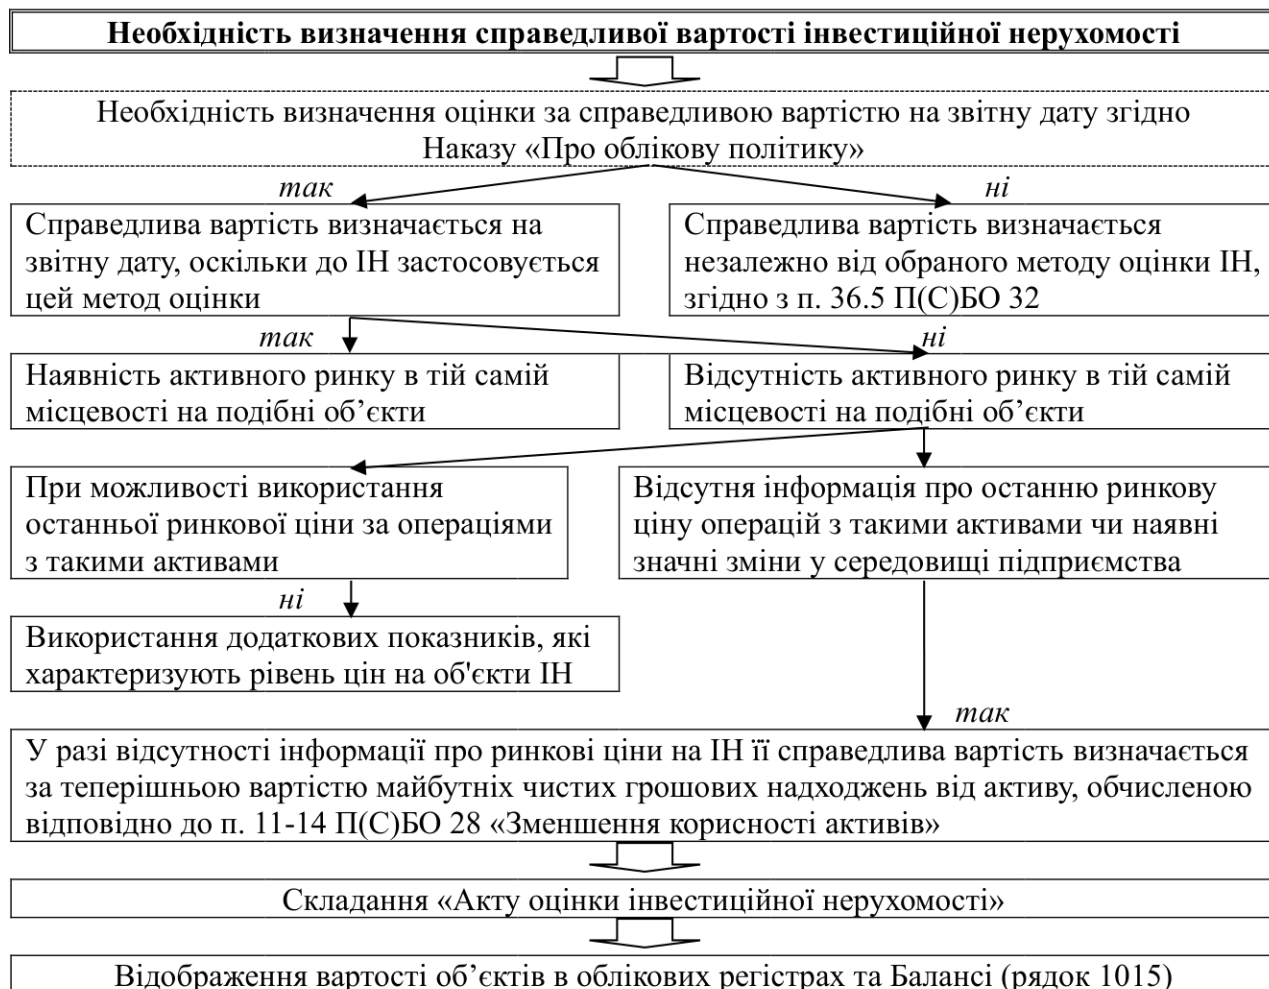 Необхідність визначення справедливої вартості інвестиційної нерухомості
Необхідність визначення оцінки за справедливою вартістю на звітну дату згідно
Наказу «Про облікову політику»
так
ні
Справедлива вартість визначається на
звітну дату, оскільки до ІН застосовується
цей метод оцінки
Справедлива вартість визначається
незалежно від обраного методу оцінки ІН,
згідно з п. 36.5 П(С)БО 32
так
ні
Наявність активного ринку в тій самій
місцевості на подібні об’єкти
Відсутність активного ринку в тій самій
місцевості на подібні об’єкти
При можливості використання
останньої ринкової ціни за операціями
з такими активами
Відсутня інформація про останню ринкову
ціну операцій з такими активами чи наявні
значні зміни у середовищі підприємства
ні
Використання додаткових показників, які
характеризують рівень цін на об'єкти ІН
так
У разі відсутності інформації про ринкові ціни на ІН її справедлива вартість визначається
за теперішньою вартістю майбутніх чистих грошових надходжень від активу, обчисленою
відповідно до п. 11-14 П(С)БО 28 «Зменшення корисності активів»
Складання «Акту оцінки інвестиційної нерухомості»
Відображення вартості об’єктів в облікових регістрах та Балансі (рядок 1015)